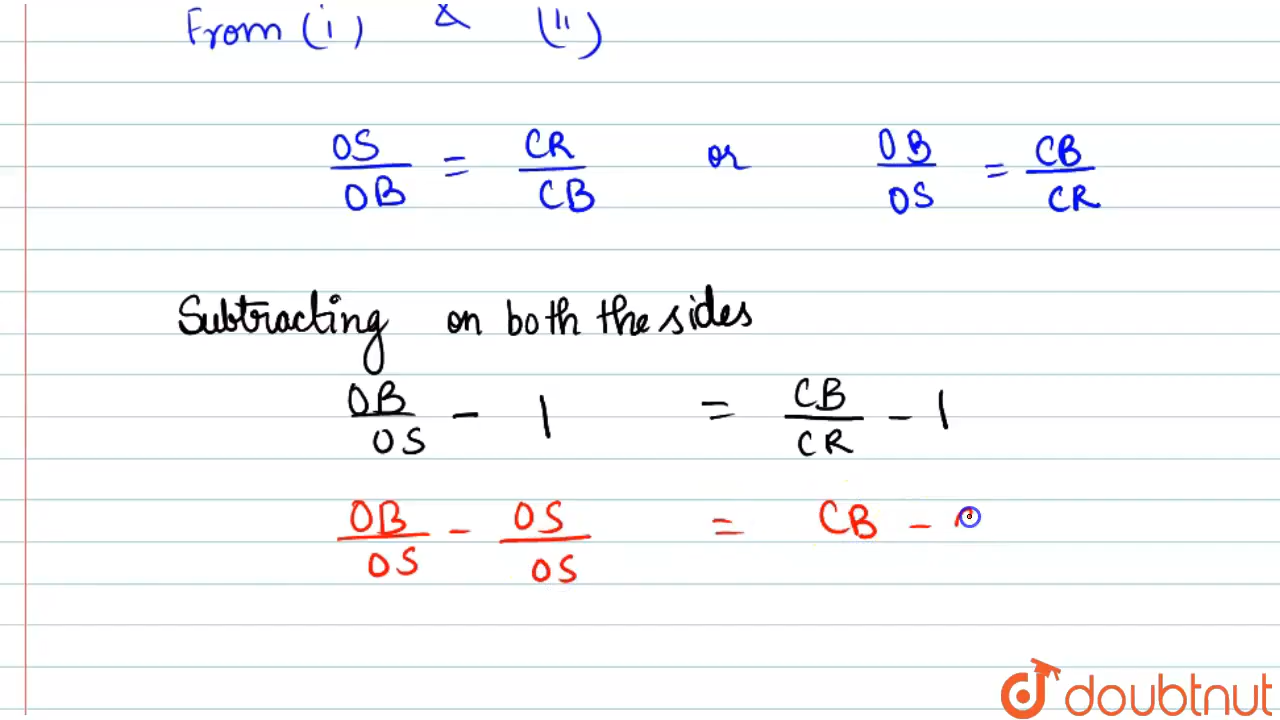 From (i) & (ii)
OS/OB = CR/CB or OB/OS = CB/CR
Subtracting on both the sides
OB/OS - 1 = CB/CR - 1
OB/OS - OS/OS = CB -
doubtnut